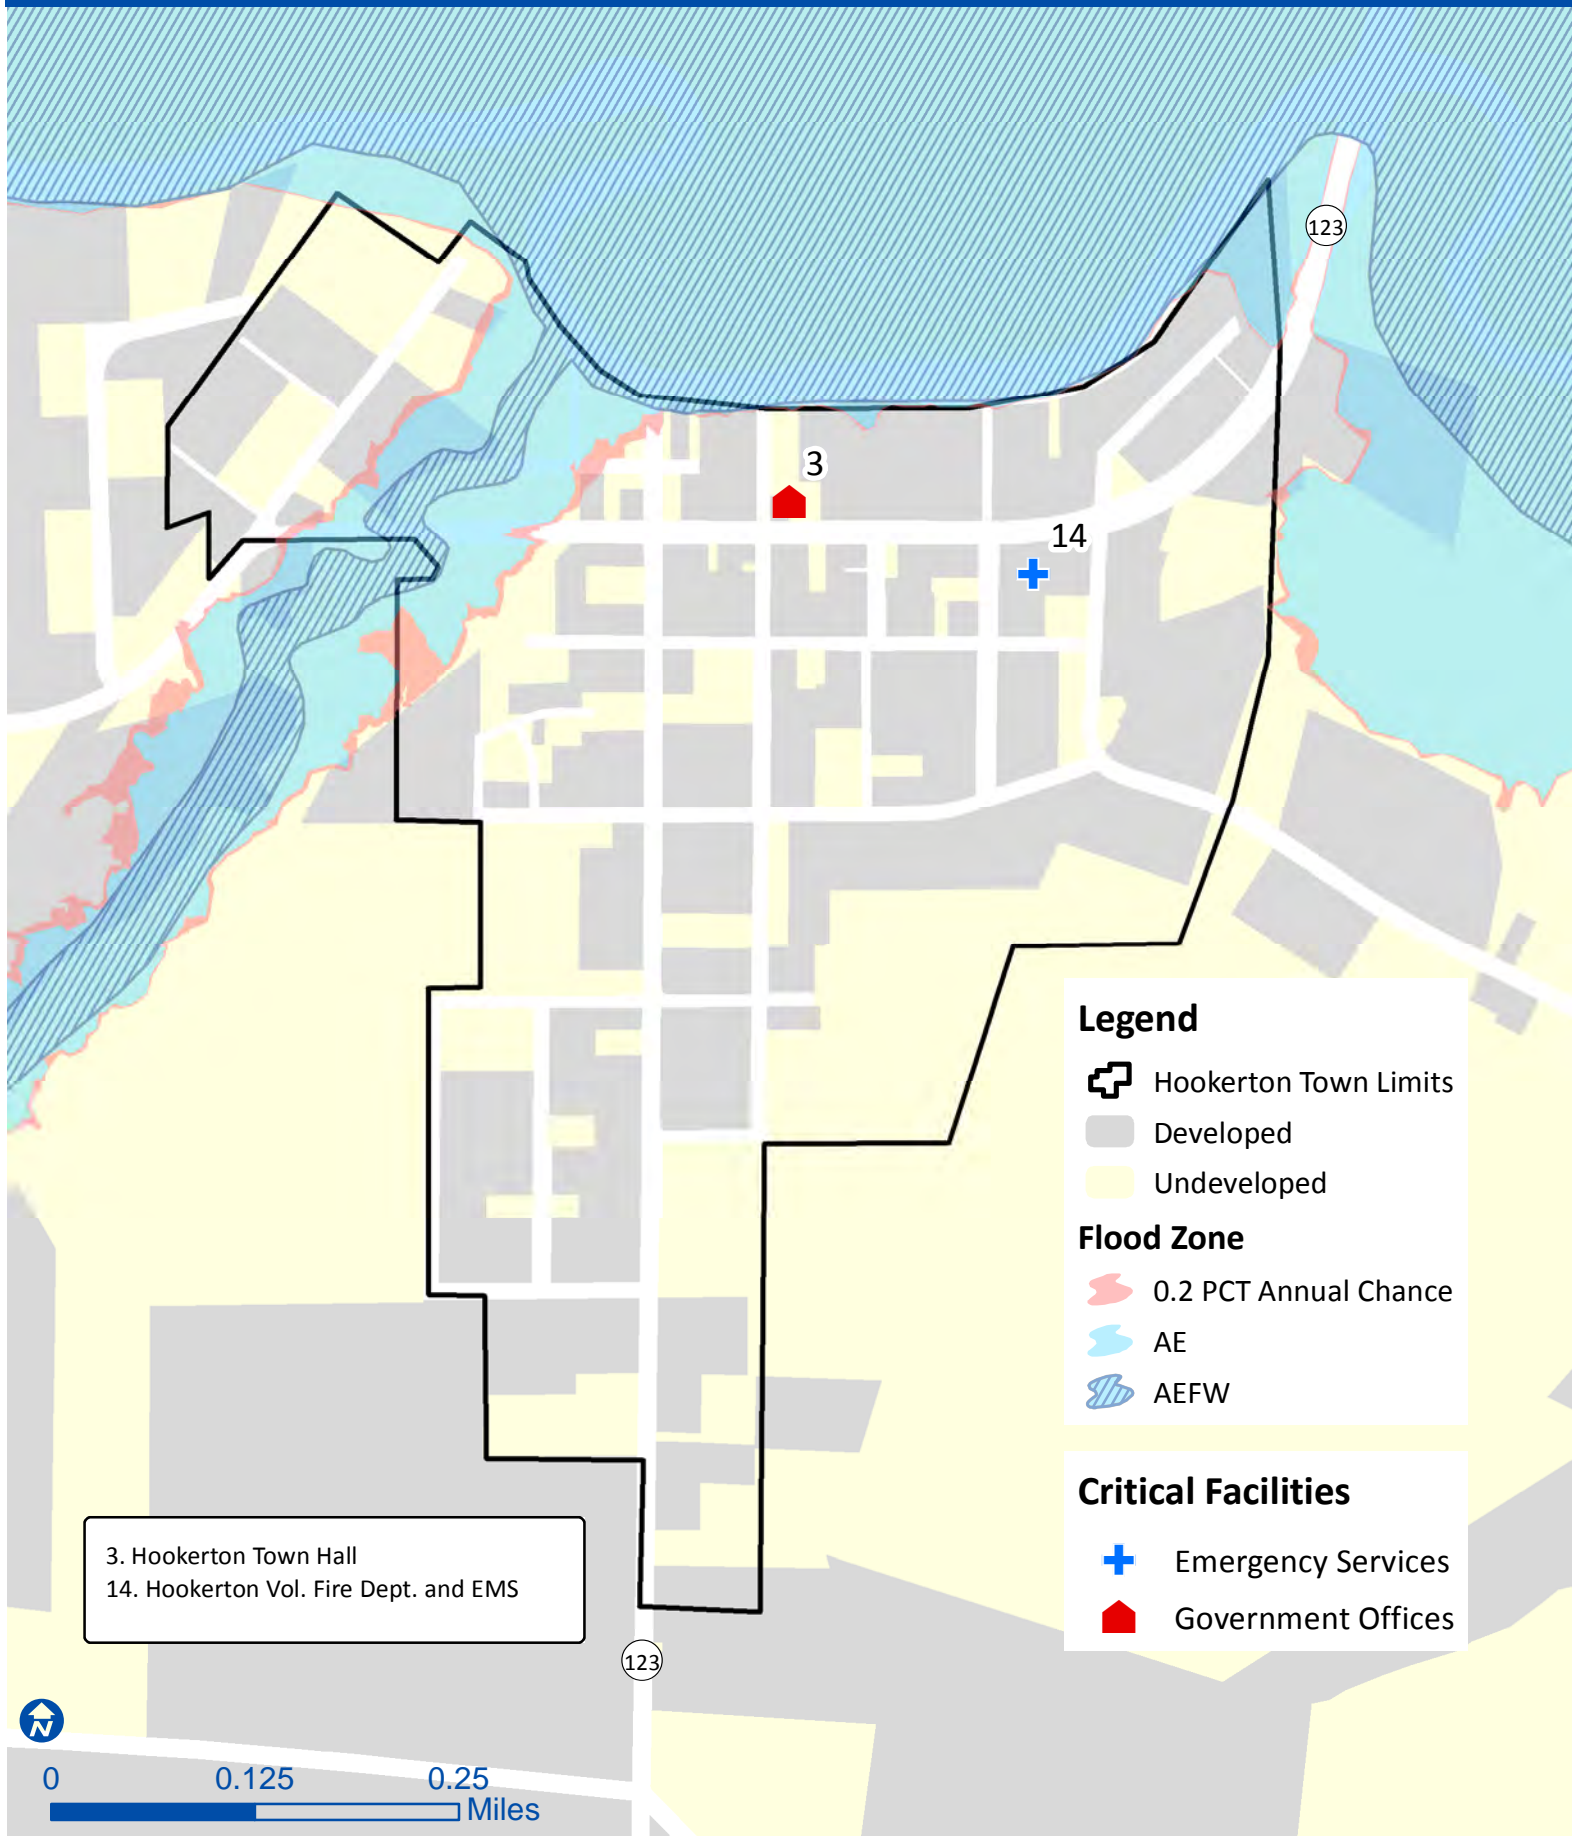 123
3
14
Legend
Hookerton Town Limits
Developed
Undeveloped
Flood Zone
0.2 PCT Annual Chance
AE
AEFW
Critical Facilities
Emergency Services
Government Offices
3. Hookerton Town Hall
14. Hookerton Vol. Fire Dept. and EMS
123
N
0 0.125 0.25
Miles